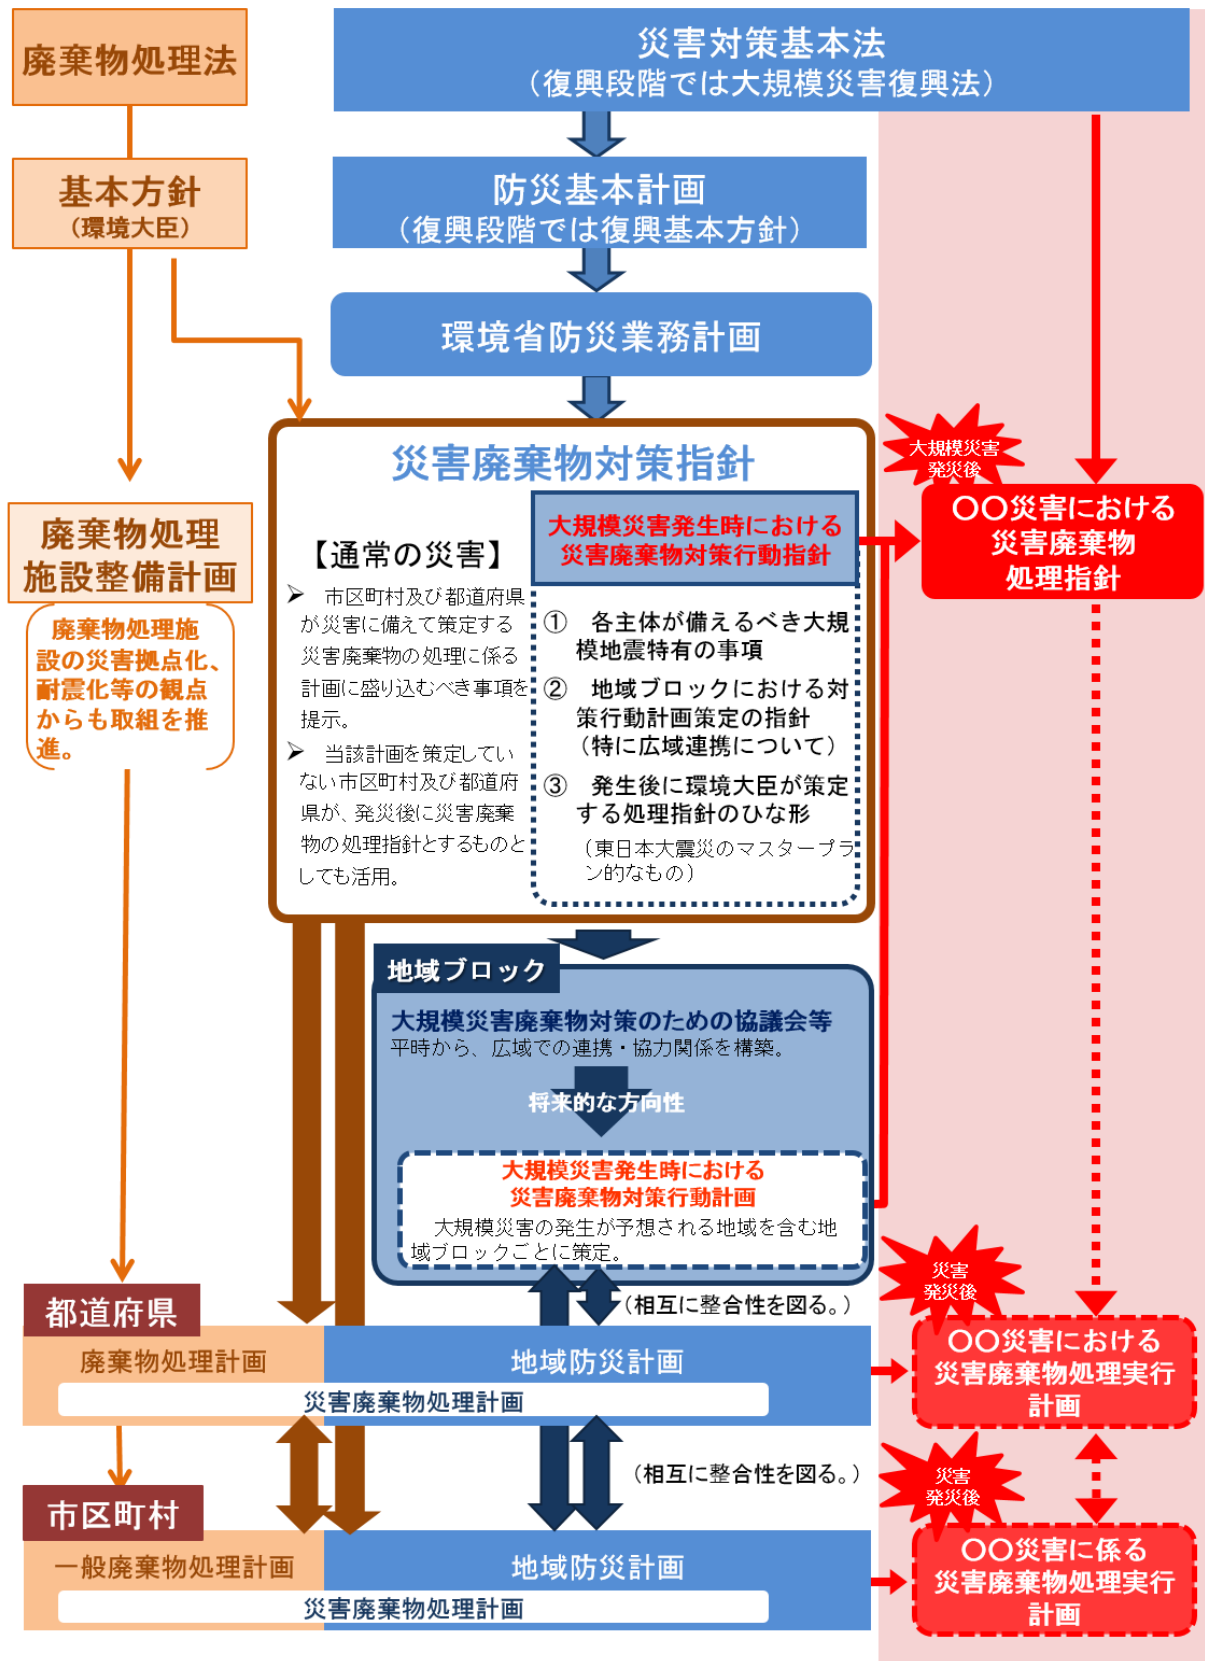 廃棄物処理法
災害対策基本法
（復興段階では大規模災害復興法）
基本方針
（環境大臣）
防災基本計画
（復興段階では復興基本方針）
環境省防災業務計画
廃棄物処理
施設整備計画
廃棄物処理施
設の災害拠点化、
耐震化等の観点
からも取組を推
進。
災害廃棄物対策指針
【通常の災害】
➢ 市区町村及び都道府県
が災害に備えて策定する
災害廃棄物の処理に係る
計画に盛り込むべき事項を
提示。
➢ 当該計画を策定してい
ない市区町村及び都道府
県が、発災後に災害廃棄
物の処理指針とするものと
しても活用。
大規模災害発生時における
災害廃棄物対策行動指針
① 各主体が備えるべき大規
模地震特有の事項
② 地域ブロックにおける対
策行動計画策定の指針
（特に広域連携について）
③ 発生後に環境大臣が策定
する処理指針のひな形
（東日本大震災のマスタープラ
ン的なもの）
大規模災害
発災後
〇〇災害における
災害廃棄物
処理指針
地域ブロック
大規模災害廃棄物対策のための協議会等
平時から、広域での連携・協力関係を構築。
将来的な方向性
大規模災害発生時における
災害廃棄物対策行動計画
大規模災害の発生が予想される地域を含む地
域ブロックごとに策定。
（相互に整合性を図る。）
都道府県
廃棄物処理計画
地域防災計画
災害廃棄物処理計画
災害
発災後
〇〇災害における
災害廃棄物処理実行
計画
（相互に整合性を図る。）
市区町村
一般廃棄物処理計画
地域防災計画
災害廃棄物処理計画
災害
発災後
〇〇災害に係る
災害廃棄物処理実行
計画